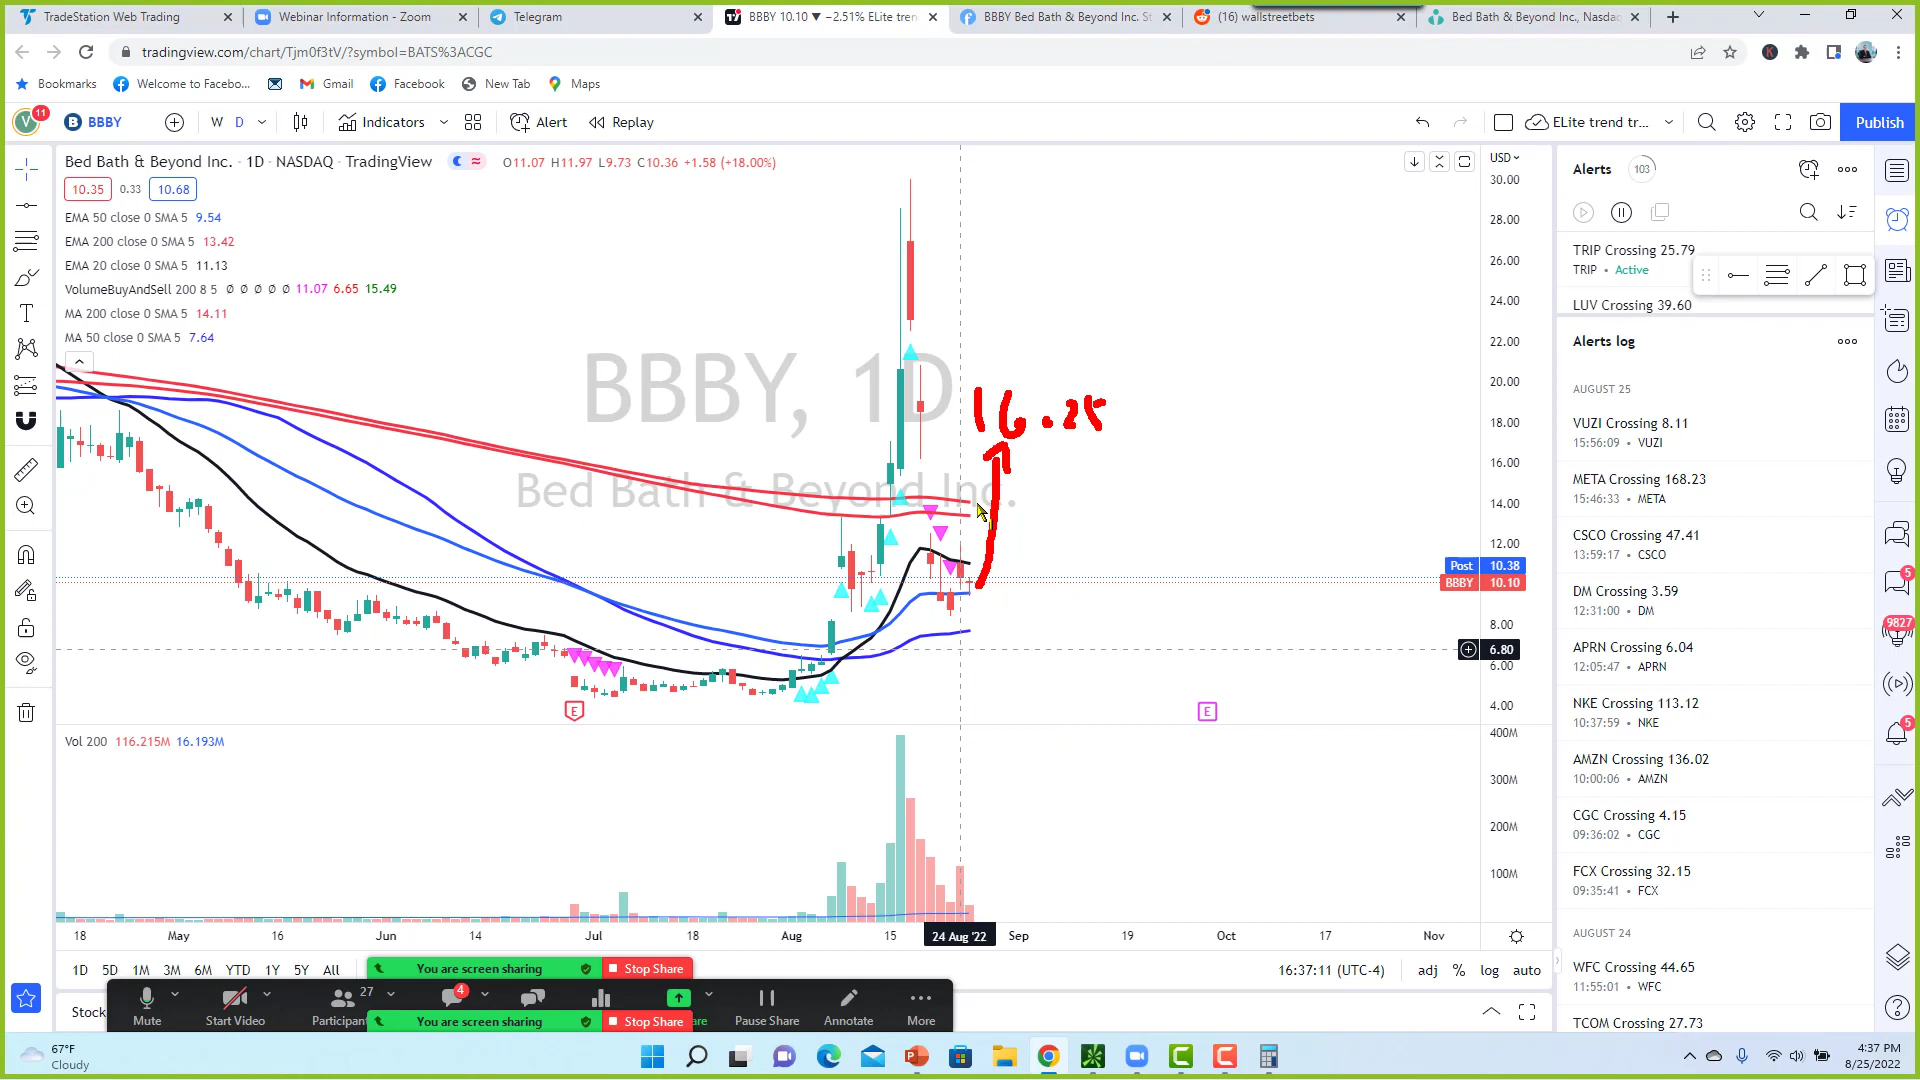 TradeStation Web Trading
Webinar Information - Zoom
Telegram
BBBY 10.10 ▼ −2.51% ELite tren
BBBY Bed Bath & Beyond Inc. St
(16) wallstreetbets
Bed Bath & Beyond Inc., Nasda
tradingview.com/chart/Tjm0f3tV/?symbol=BATS%3ACGC
Bookmarks
Welcome to Facebo...
Gmail
Facebook
New Tab
Maps
V 11
BBBY
W D
Indicators
Alert
Replay
ELite trend tr...
Publish
Bed Bath & Beyond Inc. · 1D · NASDAQ · TradingView
O11.07 H11.97 L9.73 C10.36 +1.58 (+18.00%)
10.35 0.33 10.68
EMA 50 close 0 SMA 5 9.54
EMA 200 close 0 SMA 5 13.42
EMA 20 close 0 SMA 5 11.13
VolumeBuyAndSell 200 8 5 Ø Ø Ø Ø Ø 11.07 6.65 15.49
MA 200 close 0 SMA 5 14.11
MA 50 close 0 SMA 5 7.64
BBBY, 1D
Bed Bath & Beyond Inc.
16.25
USD
30.00
28.00
26.00
24.00
22.00
20.00
18.00
16.00
14.00
12.00
Post 10.38
BBBY 10.10
8.00
6.80
6.00
4.00
E
E
Vol 200 116.215M 16.193M
400M
300M
200M
100M
18 May 16 Jun 14 Jul 18 Aug 15 24 Aug '22 Sep 19 Oct 17 Nov
1D 5D 1M 3M 6M YTD 1Y 5Y All
16:37:11 (UTC-4)
adj % log auto
You are screen sharing
Stop Share
Stock
Mute
Start Video
Participan
27
4
You are screen sharing
Stop Share
are
Pause Share
Annotate
More
Alerts 103
TRIP Crossing 25.79
TRIP • Active
LUV Crossing 39.60
Alerts log
AUGUST 25
VUZI Crossing 8.11
15:56:09 • VUZI
META Crossing 168.23
15:46:33 • META
CSCO Crossing 47.41
13:59:17 • CSCO
DM Crossing 3.59
12:31:00 • DM
APRN Crossing 6.04
12:05:47 • APRN
NKE Crossing 113.12
10:37:59 • NKE
AMZN Crossing 136.02
10:00:06 • AMZN
CGC Crossing 4.15
09:36:02 • CGC
FCX Crossing 32.15
09:35:41 • FCX
AUGUST 24
WFC Crossing 44.65
11:55:01 • WFC
TCOM Crossing 27.73
5
9827
5
67°F
Cloudy
4:37 PM
8/25/2022